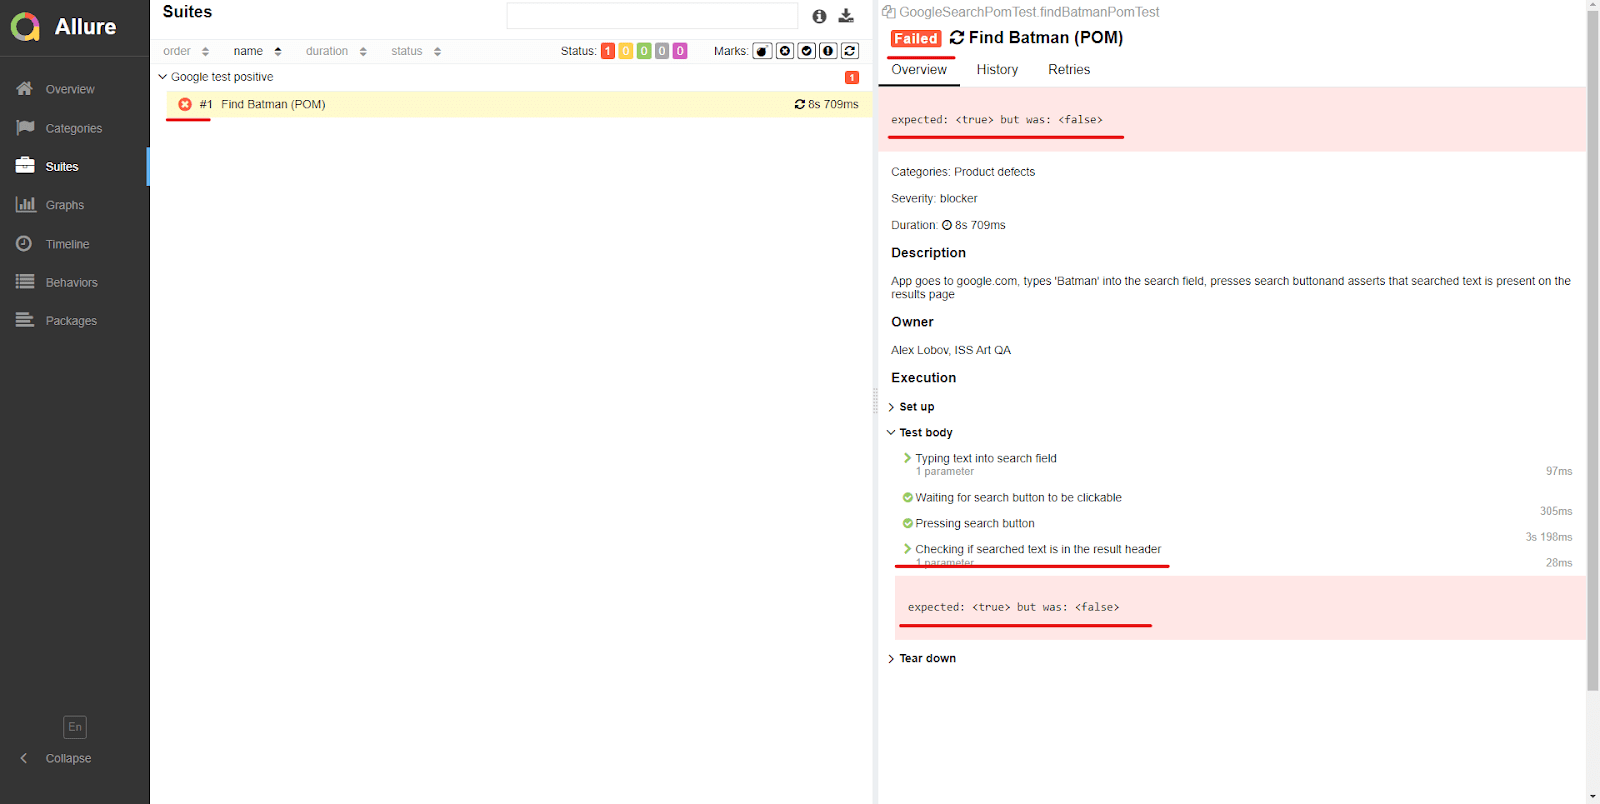 Allure
Overview
Categories
Suites
Graphs
Timeline
Behaviors
Packages
En
Collapse
Suites
order name duration status Status: 1 0 0 0 0 Marks:
Google test positive 1
#1 Find Batman (POM) 8s 709ms
GoogleSearchPomTest.findBatmanPomTest
Failed Find Batman (POM)
Overview History Retries
expected: <true> but was: <false>
Categories: Product defects
Severity: blocker
Duration: 8s 709ms
Description
App goes to google.com, types 'Batman' into the search field, presses search buttonand asserts that searched text is present on the
results page
Owner
Alex Lobov, ISS Art QA
Execution
Set up
Test body
Typing text into search field
1 parameter 97ms
Waiting for search button to be clickable
305ms
Pressing search button
3s 198ms
Checking if searched text is in the result header
1 parameter 28ms
expected: <true> but was: <false>
Tear down